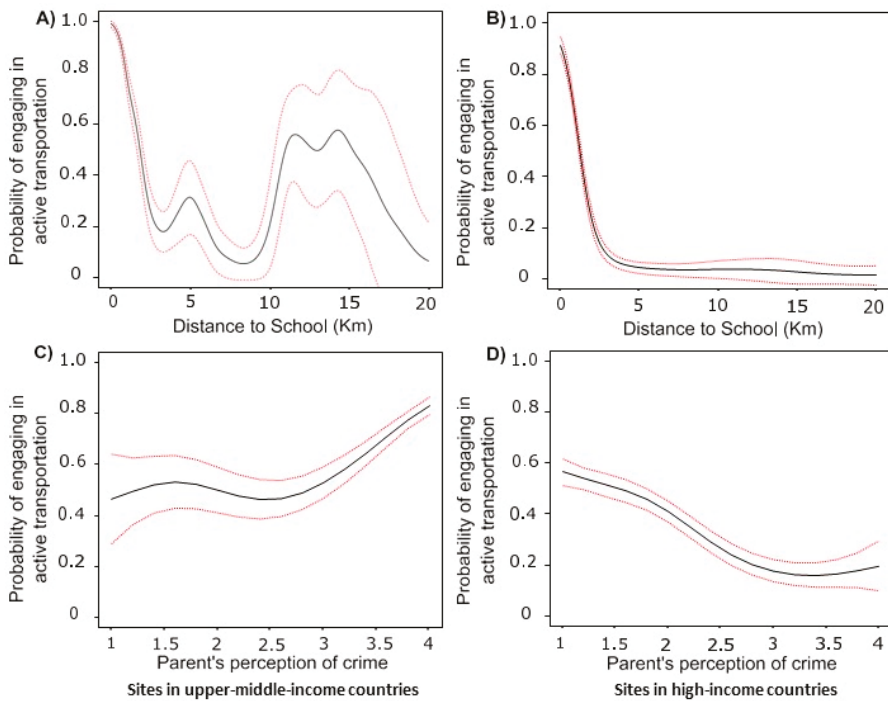 A)
Probability of engaging in
active transportation
1.0
0.8
0.6
0.4
0.2
0
0 5 10 15 20
Distance to School (Km)
B)
Probability of engaging in
active transportation
1.0
0.8
0.6
0.4
0.2
0
0 5 10 15 20
Distance to School (Km)
C)
Probability of engaging in
active transportation
1.0
0.8
0.6
0.4
0.2
0
1 1.5 2 2.5 3 3.5 4
Parent's perception of crime
Sites in upper-middle-income countries
D)
Probability of engaging in
active transportation
1.0
0.8
0.6
0.4
0.2
0
1 1.5 2 2.5 3 3.5 4
Parent's perception of crime
Sites in high-income countries